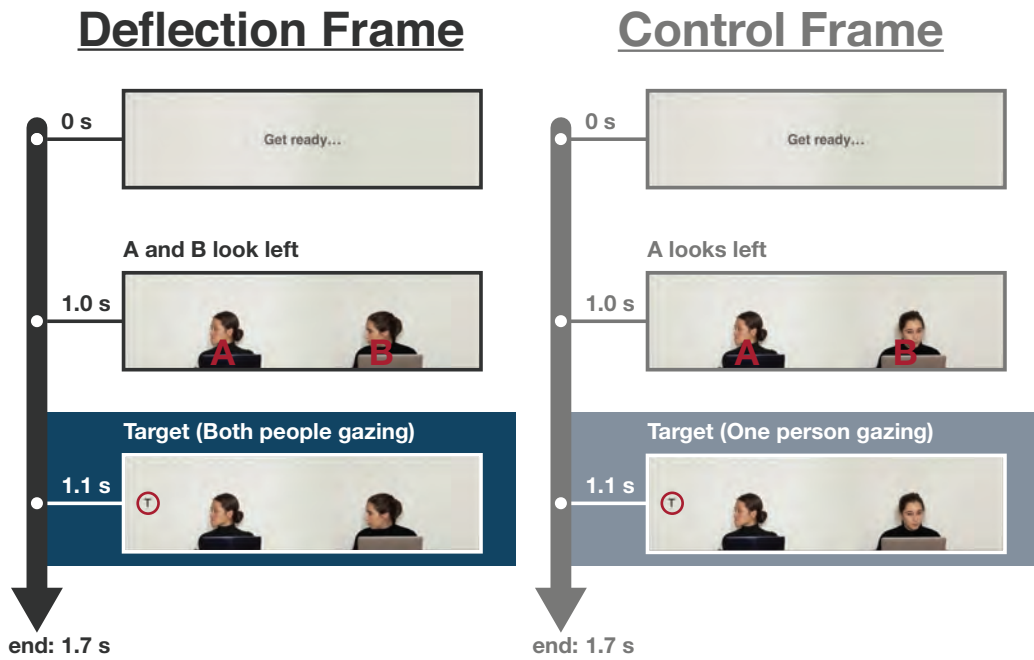 Deflection Frame
0 s
Get ready...
A and B look left
1.0 s
A B
Target (Both people gazing)
1.1 s
T
end: 1.7 s
Control Frame
0 s
Get ready...
A looks left
1.0 s
A B
Target (One person gazing)
1.1 s
T
end: 1.7 s